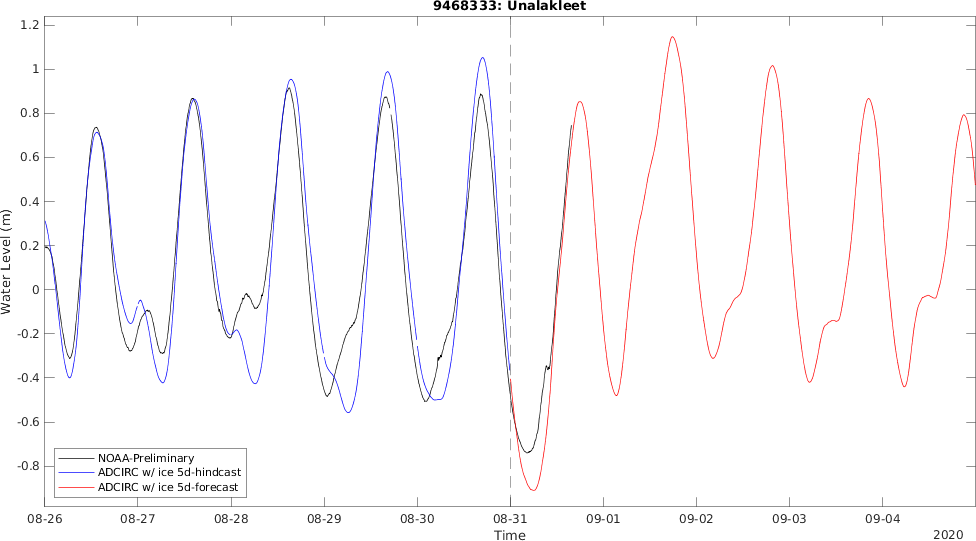 9468333: Unalakleet
Water Level (m)
1.2
1
0.8
0.6
0.4
0.2
0
-0.2
-0.4
-0.6
-0.8
NOAA-Preliminary
ADCIRC w/ ice 5d-hindcast
ADCIRC w/ ice 5d-forecast
08-26 08-27 08-28 08-29 08-30 08-31 09-01 09-02 09-03 09-04
Time
2020